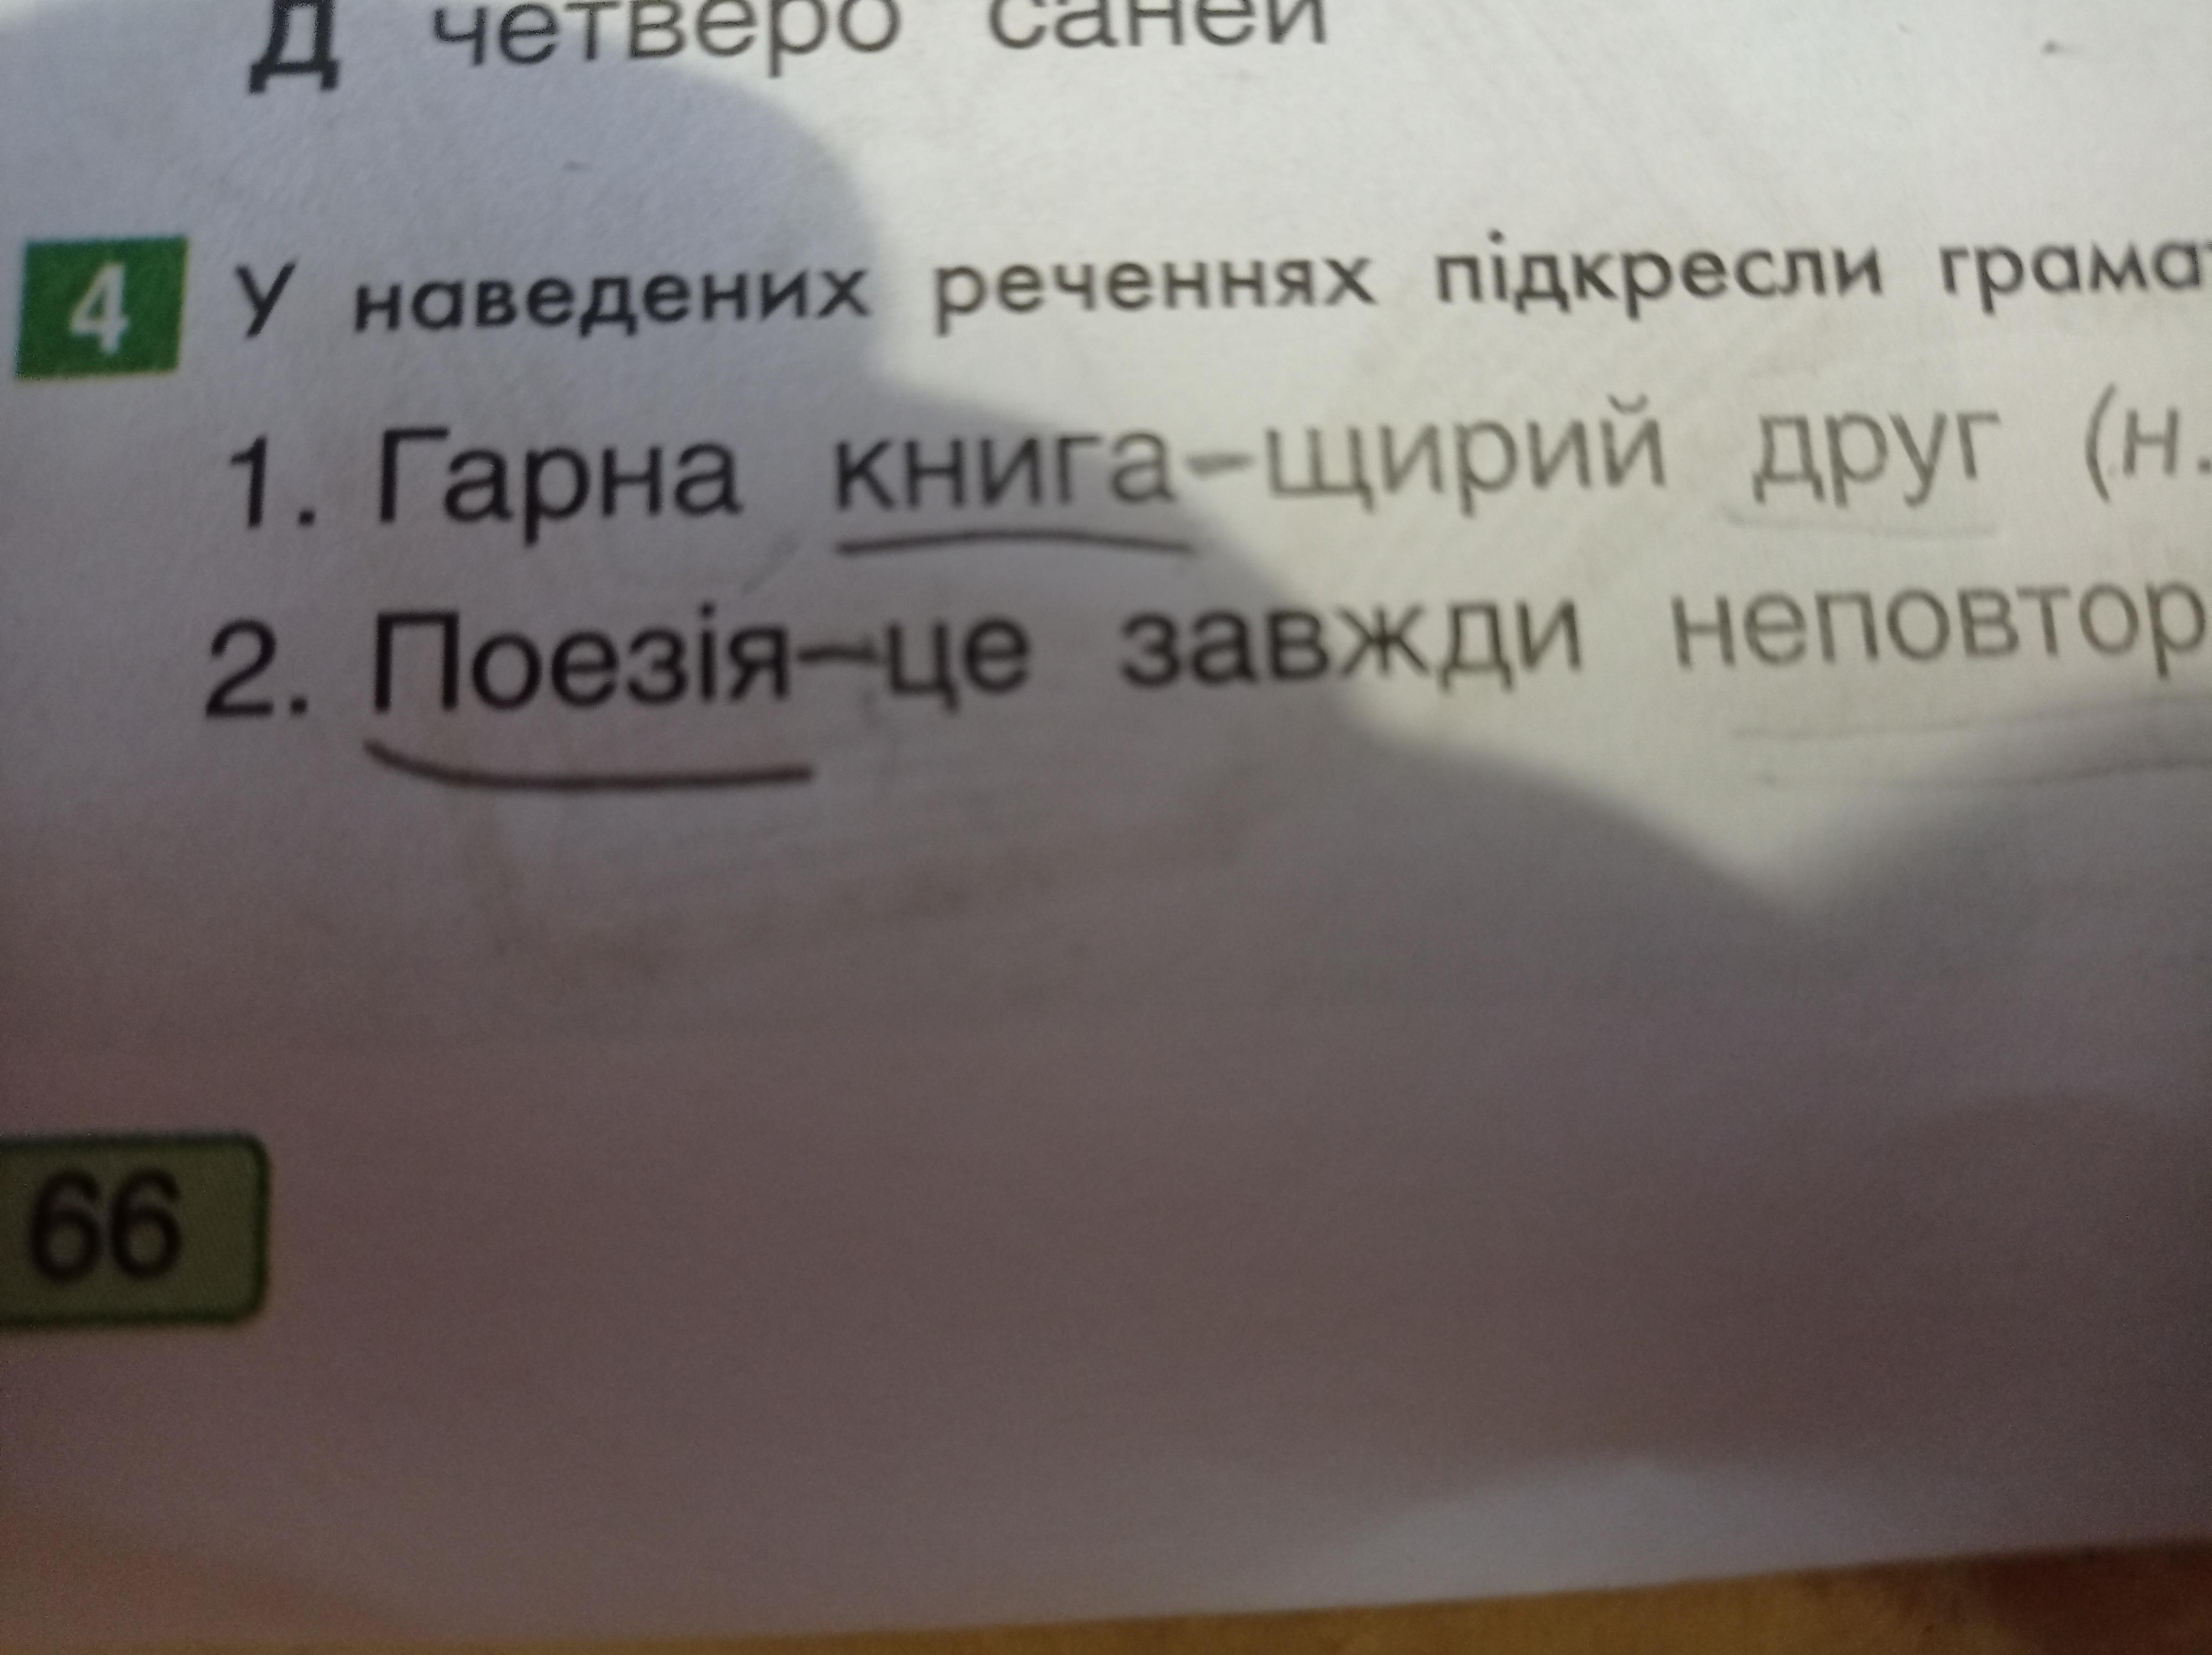 Д четверо саней
4 У наведених реченнях підкресли грама
1. Гарна книга–щирий друг (н.
2. Поезія–це завжди неповтор
66